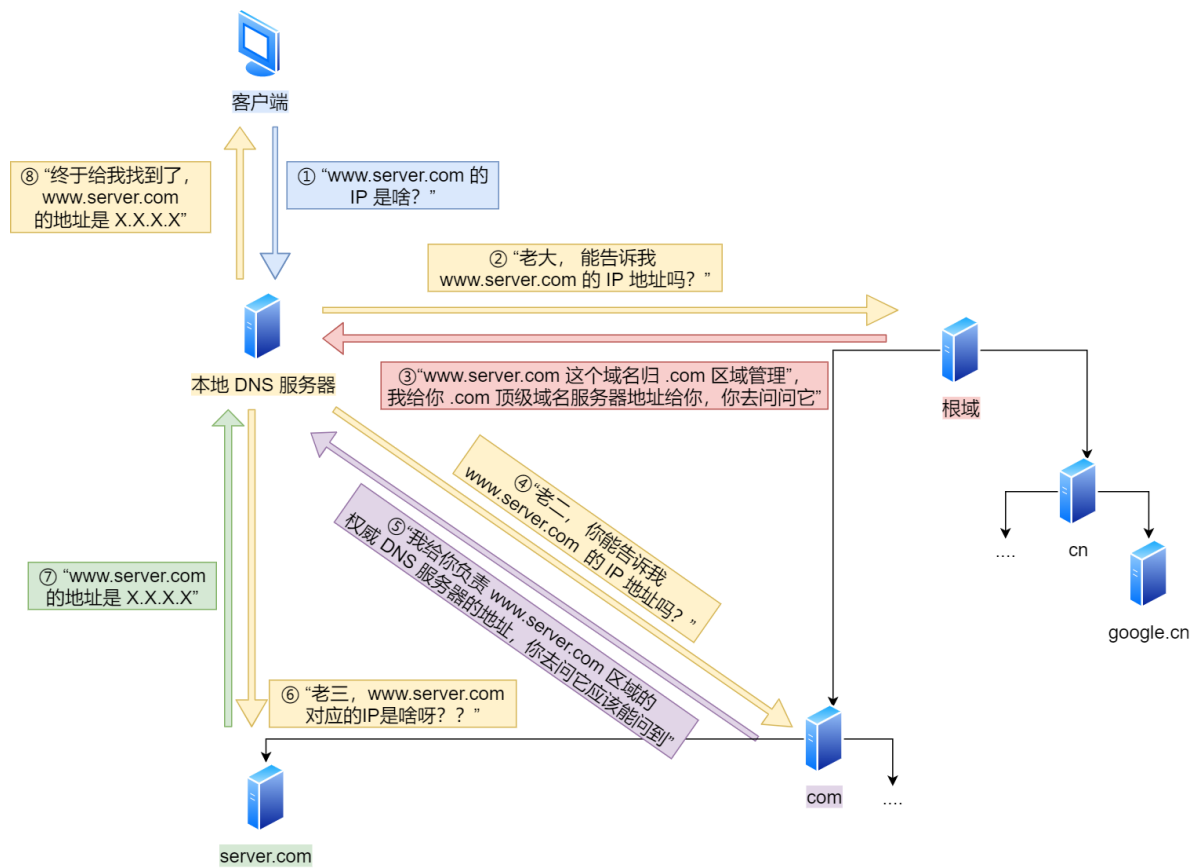 客户端
⑧ “终于给我找到了，
www.server.com
的地址是 X.X.X.X”
① “www.server.com 的
IP 是啥？”
② “老大， 能告诉我
www.server.com 的 IP 地址吗？”
本地 DNS 服务器
③“www.server.com 这个域名归 .com 区域管理”，
我给你 .com 顶级域名服务器地址给你，你去问问它”
根域
④ “老二， 你能告诉我
www.server.com 的 IP 地址吗？”
⑤ “我给你负责 www.server.com 区域的
权威 DNS 服务器的地址，你去问它应该能问到”
....
cn
google.cn
⑦ “www.server.com
的地址是 X.X.X.X”
⑥ “老三，www.server.com
对应的IP是啥呀？？”
com
....
server.com